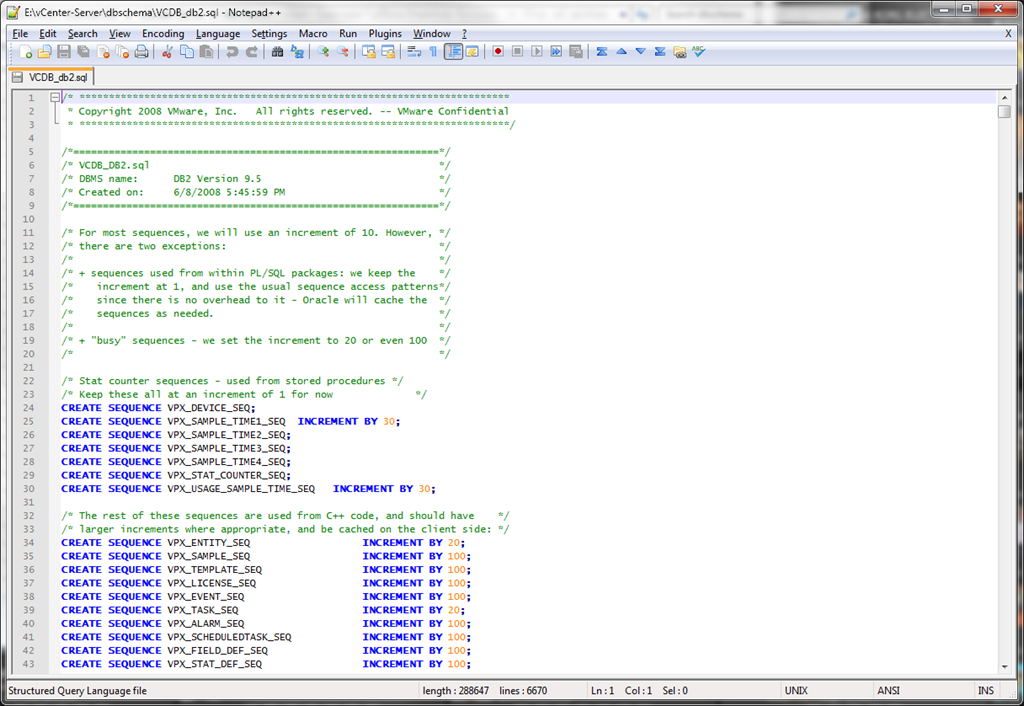 E:\vCenter-Server\dbschema\VCDB_db2.sql - Notepad++
File Edit Search View Encoding Language Settings Macro Run Plugins Window ? X
VCDB_db2.sql
1 /* *************************************************************************
2 * Copyright 2008 VMware, Inc. All rights reserved. -- VMware Confidential
3 * *************************************************************************/
4
5 /*==============================================================*/
6 /* VCDB_DB2.sql */
7 /* DBMS name: DB2 Version 9.5 */
8 /* Created on: 6/8/2008 5:45:59 PM */
9 /*==============================================================*/
10
11 /* For most sequences, we will use an increment of 10. However, */
12 /* there are two exceptions: */
13 /* */
14 /* + sequences used from within PL/SQL packages: we keep the */
15 /* increment at 1, and use the usual sequence access patterns*/
16 /* since there is no overhead to it - Oracle will cache the */
17 /* sequences as needed. */
18 /* */
19 /* + "busy" sequences - we set the increment to 20 or even 100 */
20 /* */
21
22 /* Stat counter sequences - used from stored procedures */
23 /* Keep these all at an increment of 1 for now */
24 CREATE SEQUENCE VPX_DEVICE_SEQ;
25 CREATE SEQUENCE VPX_SAMPLE_TIME1_SEQ INCREMENT BY 30;
26 CREATE SEQUENCE VPX_SAMPLE_TIME2_SEQ;
27 CREATE SEQUENCE VPX_SAMPLE_TIME3_SEQ;
28 CREATE SEQUENCE VPX_SAMPLE_TIME4_SEQ;
29 CREATE SEQUENCE VPX_STAT_COUNTER_SEQ;
30 CREATE SEQUENCE VPX_USAGE_SAMPLE_TIME_SEQ INCREMENT BY 30;
31
32 /* The rest of these sequences are used from C++ code, and should have */
33 /* larger increments where appropriate, and be cached on the client side: */
34 CREATE SEQUENCE VPX_ENTITY_SEQ INCREMENT BY 20;
35 CREATE SEQUENCE VPX_SAMPLE_SEQ INCREMENT BY 100;
36 CREATE SEQUENCE VPX_TEMPLATE_SEQ INCREMENT BY 100;
37 CREATE SEQUENCE VPX_LICENSE_SEQ INCREMENT BY 100;
38 CREATE SEQUENCE VPX_EVENT_SEQ INCREMENT BY 100;
39 CREATE SEQUENCE VPX_TASK_SEQ INCREMENT BY 20;
40 CREATE SEQUENCE VPX_ALARM_SEQ INCREMENT BY 100;
41 CREATE SEQUENCE VPX_SCHEDULEDTASK_SEQ INCREMENT BY 100;
42 CREATE SEQUENCE VPX_FIELD_DEF_SEQ INCREMENT BY 100;
43 CREATE SEQUENCE VPX_STAT_DEF_SEQ INCREMENT BY 100;
Structured Query Language file length : 288647 lines : 6670 Ln : 1 Col : 1 Sel : 0 UNIX ANSI INS